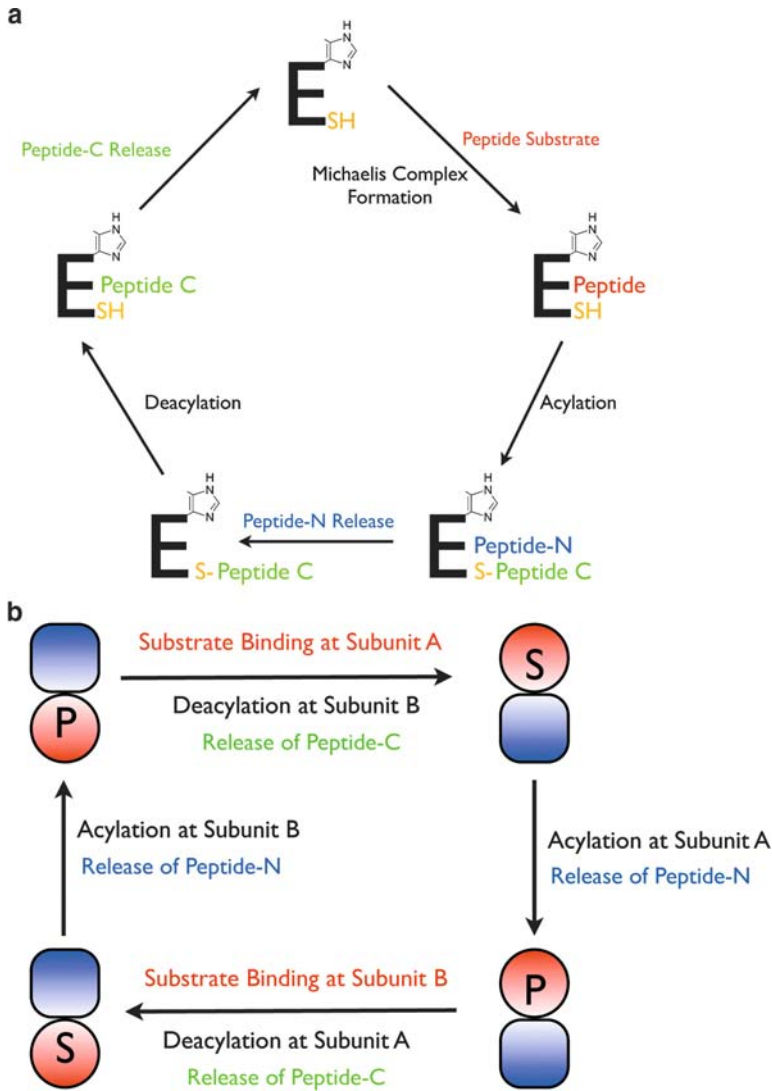 a
H
N
N
E
SH
Peptide-C Release
Peptide Substrate
Michaelis Complex
Formation
H
N
N
E
Peptide C
SH
H
N
N
E
Peptide
SH
Deacylation
Acylation
H
N
N
E
S-Peptide C
Peptide-N Release
H
N
N
E
Peptide-N
S-Peptide C
b
P
Substrate Binding at Subunit A
Deacylation at Subunit B
Release of Peptide-C
S
Acylation at Subunit B
Release of Peptide-N
Acylation at Subunit A
Release of Peptide-N
S
Substrate Binding at Subunit B
Deacylation at Subunit A
Release of Peptide-C
P